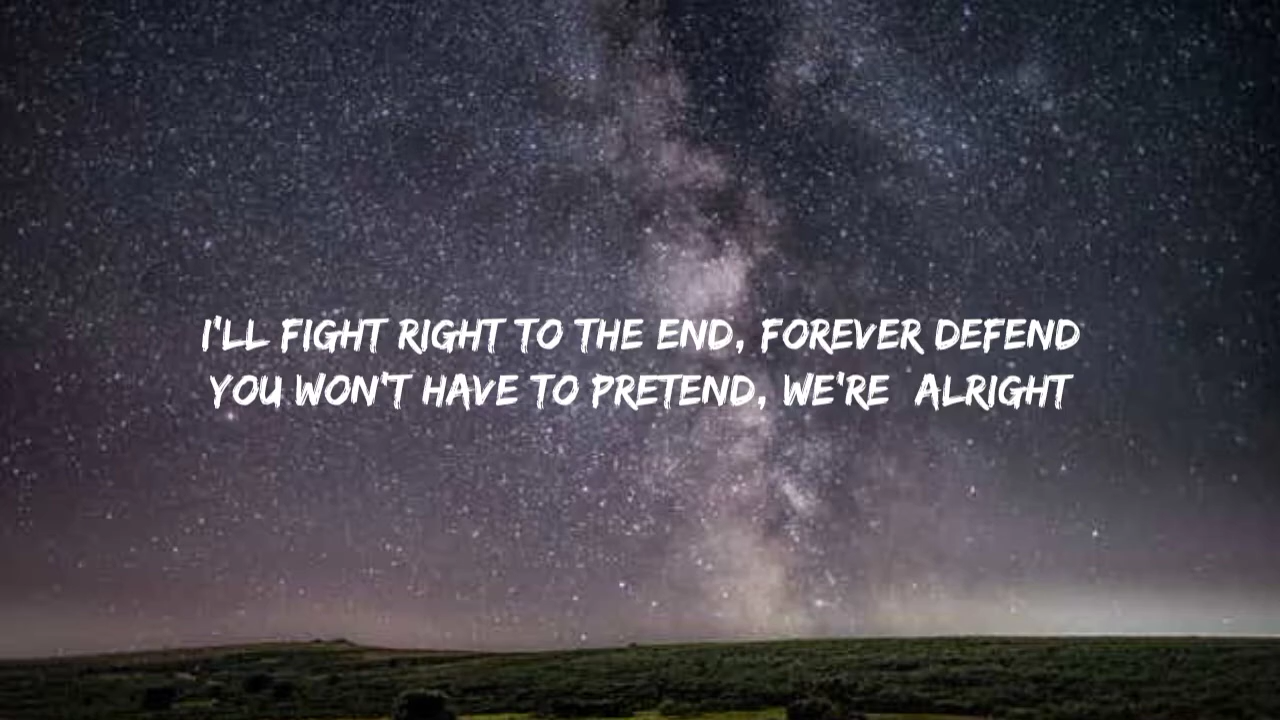 I'LL FIGHT RIGHT TO THE END, FOREVER DEFEND
YOU WON'T HAVE TO PRETEND, WE'RE ALRIGHT